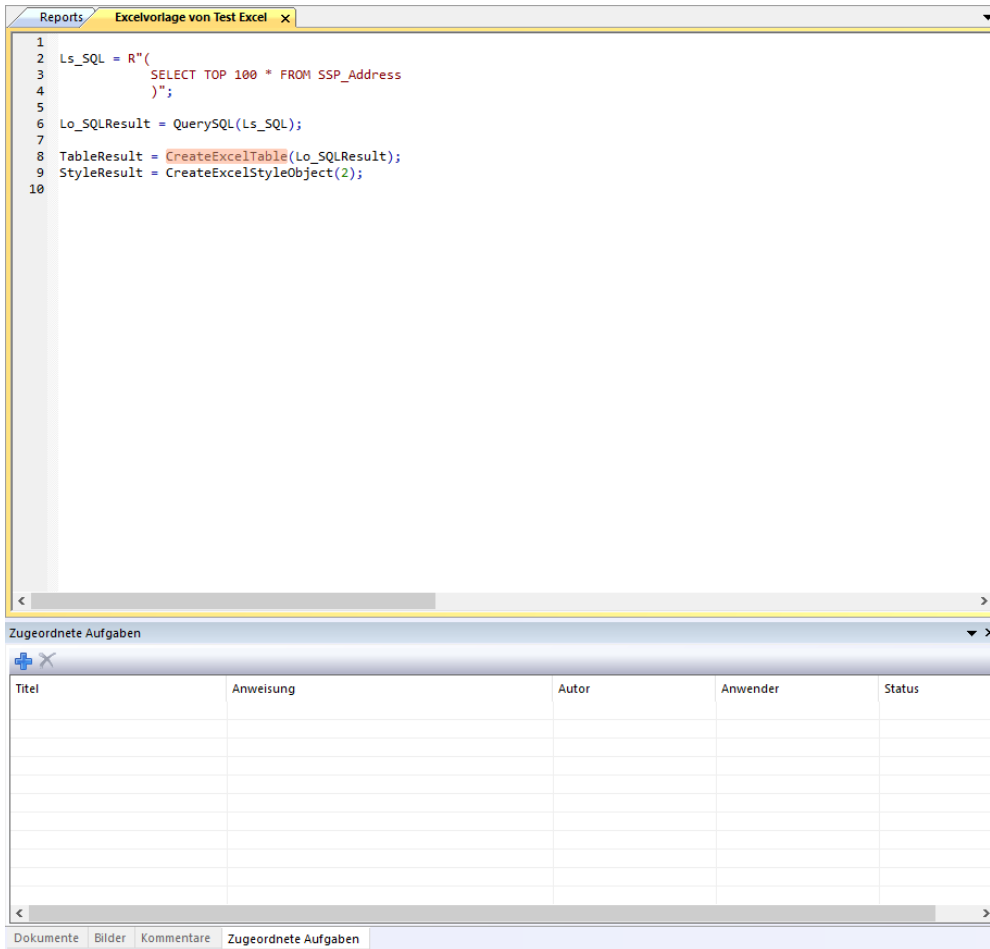 Reports Excelvorlage von Test Excel x
1
2 Ls_SQL = R"(
3 SELECT TOP 100 * FROM SSP_Address
4 )";
5
6 Lo_SQLResult = QuerySQL(Ls_SQL);
7
8 TableResult = CreateExcelTable(Lo_SQLResult);
9 StyleResult = CreateExcelStyleObject(2);
10
Zugeordnete Aufgaben
Titel Anweisung Autor Anwender Status
Dokumente Bilder Kommentare Zugeordnete Aufgaben